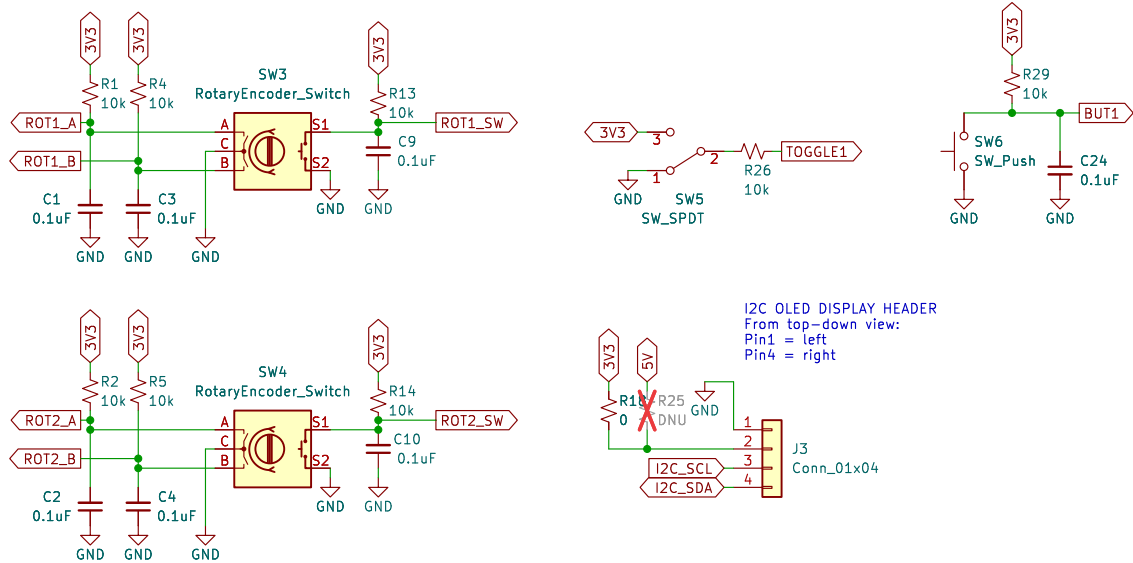 3V3
3V3
R1
10k
R4
10k
ROT1_A
ROT1_B
C1
0.1uF
C3
0.1uF
GND
GND
GND
SW3
RotaryEncoder_Switch
A
C
B
S1
S2
GND
3V3
R13
10k
ROT1_SW
C9
0.1uF
GND
3V3
3
2
1
GND
SW5
SW_SPDT
R26
10k
TOGGLE1
3V3
R29
10k
BUT1
SW6
SW_Push
C24
0.1uF
GND
GND
3V3
3V3
R2
10k
R5
10k
ROT2_A
ROT2_B
C2
0.1uF
C4
0.1uF
GND
GND
GND
SW4
RotaryEncoder_Switch
A
C
B
S1
S2
GND
3V3
R14
10k
ROT2_SW
C10
0.1uF
GND
I2C OLED DISPLAY HEADER
From top-down view:
Pin1 = left
Pin4 = right
3V3
5V
0
R25
DNU
GND
1
2
3
4
I2C_SCL
I2C_SDA
J3
Conn_01x04